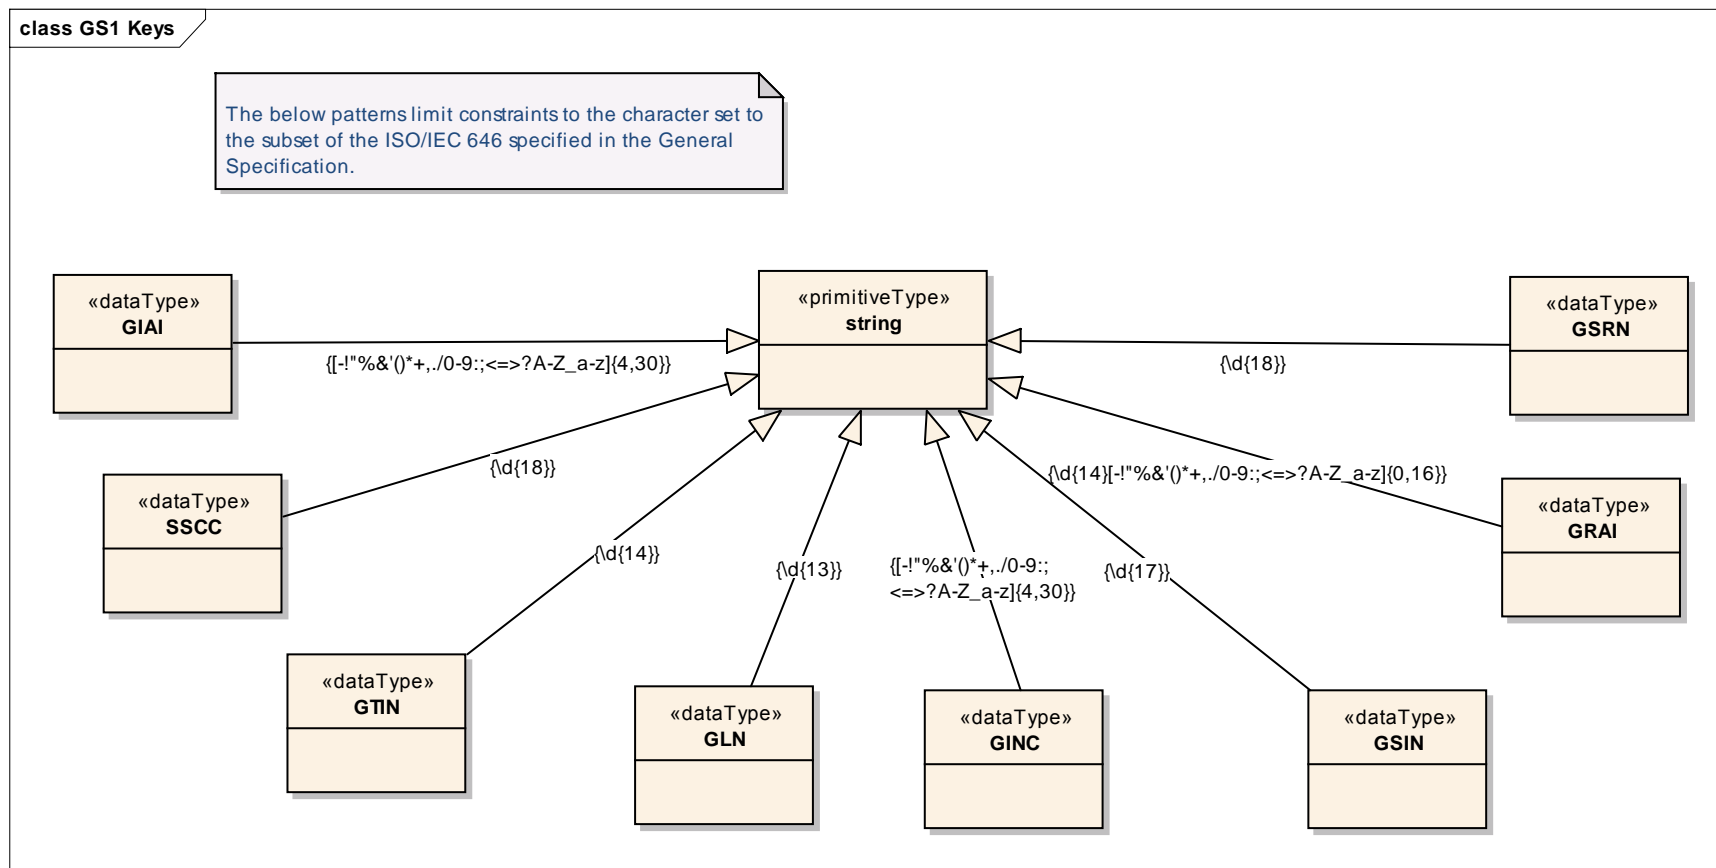 class GS1 Keys
The below patterns limit constraints to the character set to
the subset of the ISO/IEC 646 specified in the General
Specification.
«dataType»
GIAI
«primitiveType»
string
«dataType»
GSRN
{[-!"%&'()*+,./0-9:;<=>?A-Z_a-z]{4,30}}
{\d{18}}
{\d{18}}
{\d{14}[-!"%&'()*+,./0-9:;<=>?A-Z_a-z]{0,16}}
«dataType»
SSCC
«dataType»
GRAI
{\d{14}}
{\d{13}}
{[-!"%&'()*+,./0-9:;
<=>?A-Z_a-z]{4,30}}
{\d{17}}
«dataType»
GTIN
«dataType»
GLN
«dataType»
GINC
«dataType»
GSIN